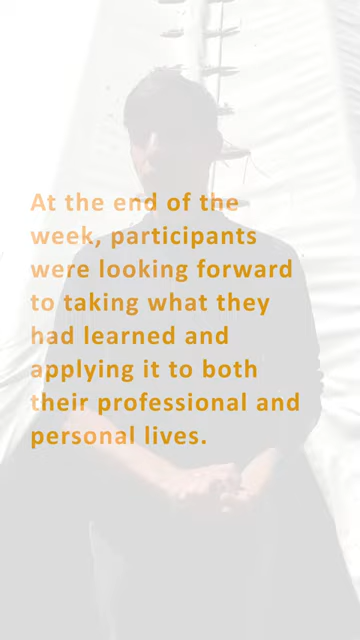 At the end of the
week, participants
were looking forward
to taking what they
had learned and
applying it to both
their professional and
personal lives.